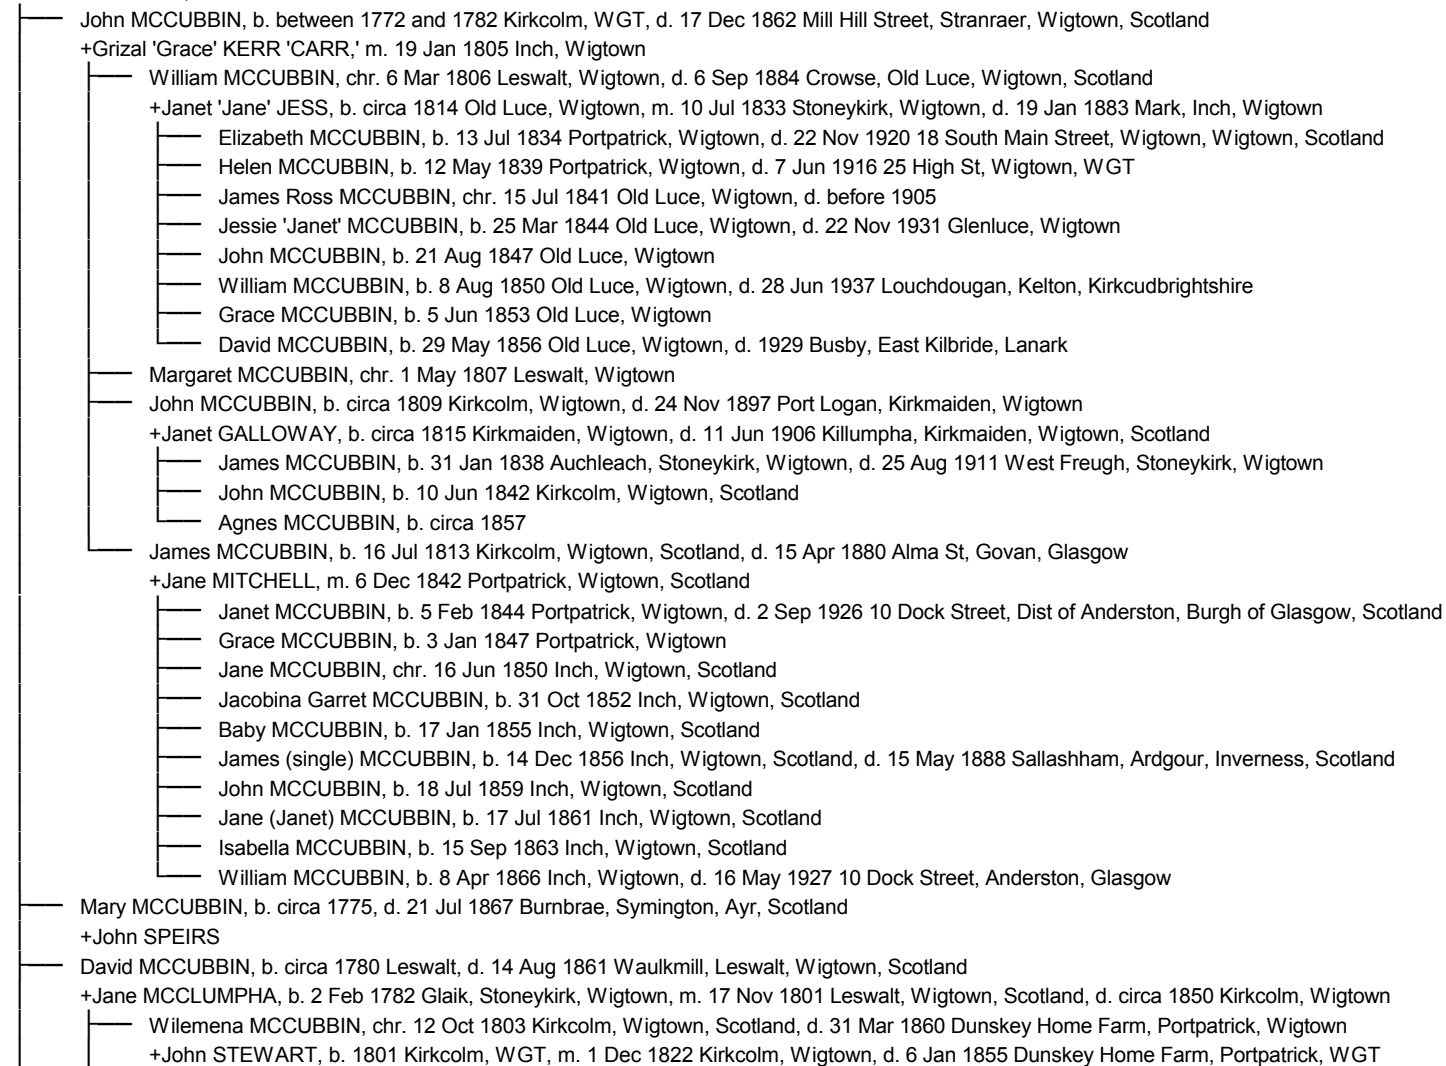 John MCCUBBIN, b. between 1772 and 1782 Kirkcolm, WGT, d. 17 Dec 1862 Mill Hill Street, Stranraer, Wigtown, Scotland
+Grizal 'Grace' KERR 'CARR,' m. 19 Jan 1805 Inch, Wigtown
William MCCUBBIN, chr. 6 Mar 1806 Leswalt, Wigtown, d. 6 Sep 1884 Crowse, Old Luce, Wigtown, Scotland
+Janet 'Jane' JESS, b. circa 1814 Old Luce, Wigtown, m. 10 Jul 1833 Stoneykirk, Wigtown, d. 19 Jan 1883 Mark, Inch, Wigtown
Elizabeth MCCUBBIN, b. 13 Jul 1834 Portpatrick, Wigtown, d. 22 Nov 1920 18 South Main Street, Wigtown, Wigtown, Scotland
Helen MCCUBBIN, b. 12 May 1839 Portpatrick, Wigtown, d. 7 Jun 1916 25 High St, Wigtown, WGT
James Ross MCCUBBIN, chr. 15 Jul 1841 Old Luce, Wigtown, d. before 1905
Jessie 'Janet' MCCUBBIN, b. 25 Mar 1844 Old Luce, Wigtown, d. 22 Nov 1931 Glenluce, Wigtown
John MCCUBBIN, b. 21 Aug 1847 Old Luce, Wigtown
William MCCUBBIN, b. 8 Aug 1850 Old Luce, Wigtown, d. 28 Jun 1937 Louchdougan, Kelton, Kirkcudbrightshire
Grace MCCUBBIN, b. 5 Jun 1853 Old Luce, Wigtown
David MCCUBBIN, b. 29 May 1856 Old Luce, Wigtown, d. 1929 Busby, East Kilbride, Lanark
Margaret MCCUBBIN, chr. 1 May 1807 Leswalt, Wigtown
John MCCUBBIN, b. circa 1809 Kirkcolm, Wigtown, d. 24 Nov 1897 Port Logan, Kirkmaiden, Wigtown
+Janet GALLOWAY, b. circa 1815 Kirkmaiden, Wigtown, d. 11 Jun 1906 Killumpha, Kirkmaiden, Wigtown, Scotland
James MCCUBBIN, b. 31 Jan 1838 Auchleach, Stoneykirk, Wigtown, d. 25 Aug 1911 West Freugh, Stoneykirk, Wigtown
John MCCUBBIN, b. 10 Jun 1842 Kirkcolm, Wigtown, Scotland
Agnes MCCUBBIN, b. circa 1857
James MCCUBBIN, b. 16 Jul 1813 Kirkcolm, Wigtown, Scotland, d. 15 Apr 1880 Alma St, Govan, Glasgow
+Jane MITCHELL, m. 6 Dec 1842 Portpatrick, Wigtown, Scotland
Janet MCCUBBIN, b. 5 Feb 1844 Portpatrick, Wigtown, d. 2 Sep 1926 10 Dock Street, Dist of Anderston, Burgh of Glasgow, Scotland
Grace MCCUBBIN, b. 3 Jan 1847 Portpatrick, Wigtown
Jane MCCUBBIN, chr. 16 Jun 1850 Inch, Wigtown, Scotland
Jacobina Garret MCCUBBIN, b. 31 Oct 1852 Inch, Wigtown, Scotland
Baby MCCUBBIN, b. 17 Jan 1855 Inch, Wigtown, Scotland
James (single) MCCUBBIN, b. 14 Dec 1856 Inch, Wigtown, Scotland, d. 15 May 1888 Sallashham, Ardgour, Inverness, Scotland
John MCCUBBIN, b. 18 Jul 1859 Inch, Wigtown, Scotland
Jane (Janet) MCCUBBIN, b. 17 Jul 1861 Inch, Wigtown, Scotland
Isabella MCCUBBIN, b. 15 Sep 1863 Inch, Wigtown, Scotland
William MCCUBBIN, b. 8 Apr 1866 Inch, Wigtown, d. 16 May 1927 10 Dock Street, Anderston, Glasgow
Mary MCCUBBIN, b. circa 1775, d. 21 Jul 1867 Burnbrae, Symington, Ayr, Scotland
+John SPEIRS
David MCCUBBIN, b. circa 1780 Leswalt, d. 14 Aug 1861 Waulkmill, Leswalt, Wigtown, Scotland
+Jane MCCLUMPHA, b. 2 Feb 1782 Glaik, Stoneykirk, Wigtown, m. 17 Nov 1801 Leswalt, Wigtown, Scotland, d. circa 1850 Kirkcolm, Wigtown
Wilemena MCCUBBIN, chr. 12 Oct 1803 Kirkcolm, Wigtown, Scotland, d. 31 Mar 1860 Dunskey Home Farm, Portpatrick, Wigtown
+John STEWART, b. 1801 Kirkcolm, WGT, m. 1 Dec 1822 Kirkcolm, Wigtown, d. 6 Jan 1855 Dunskey Home Farm, Portpatrick, WGT